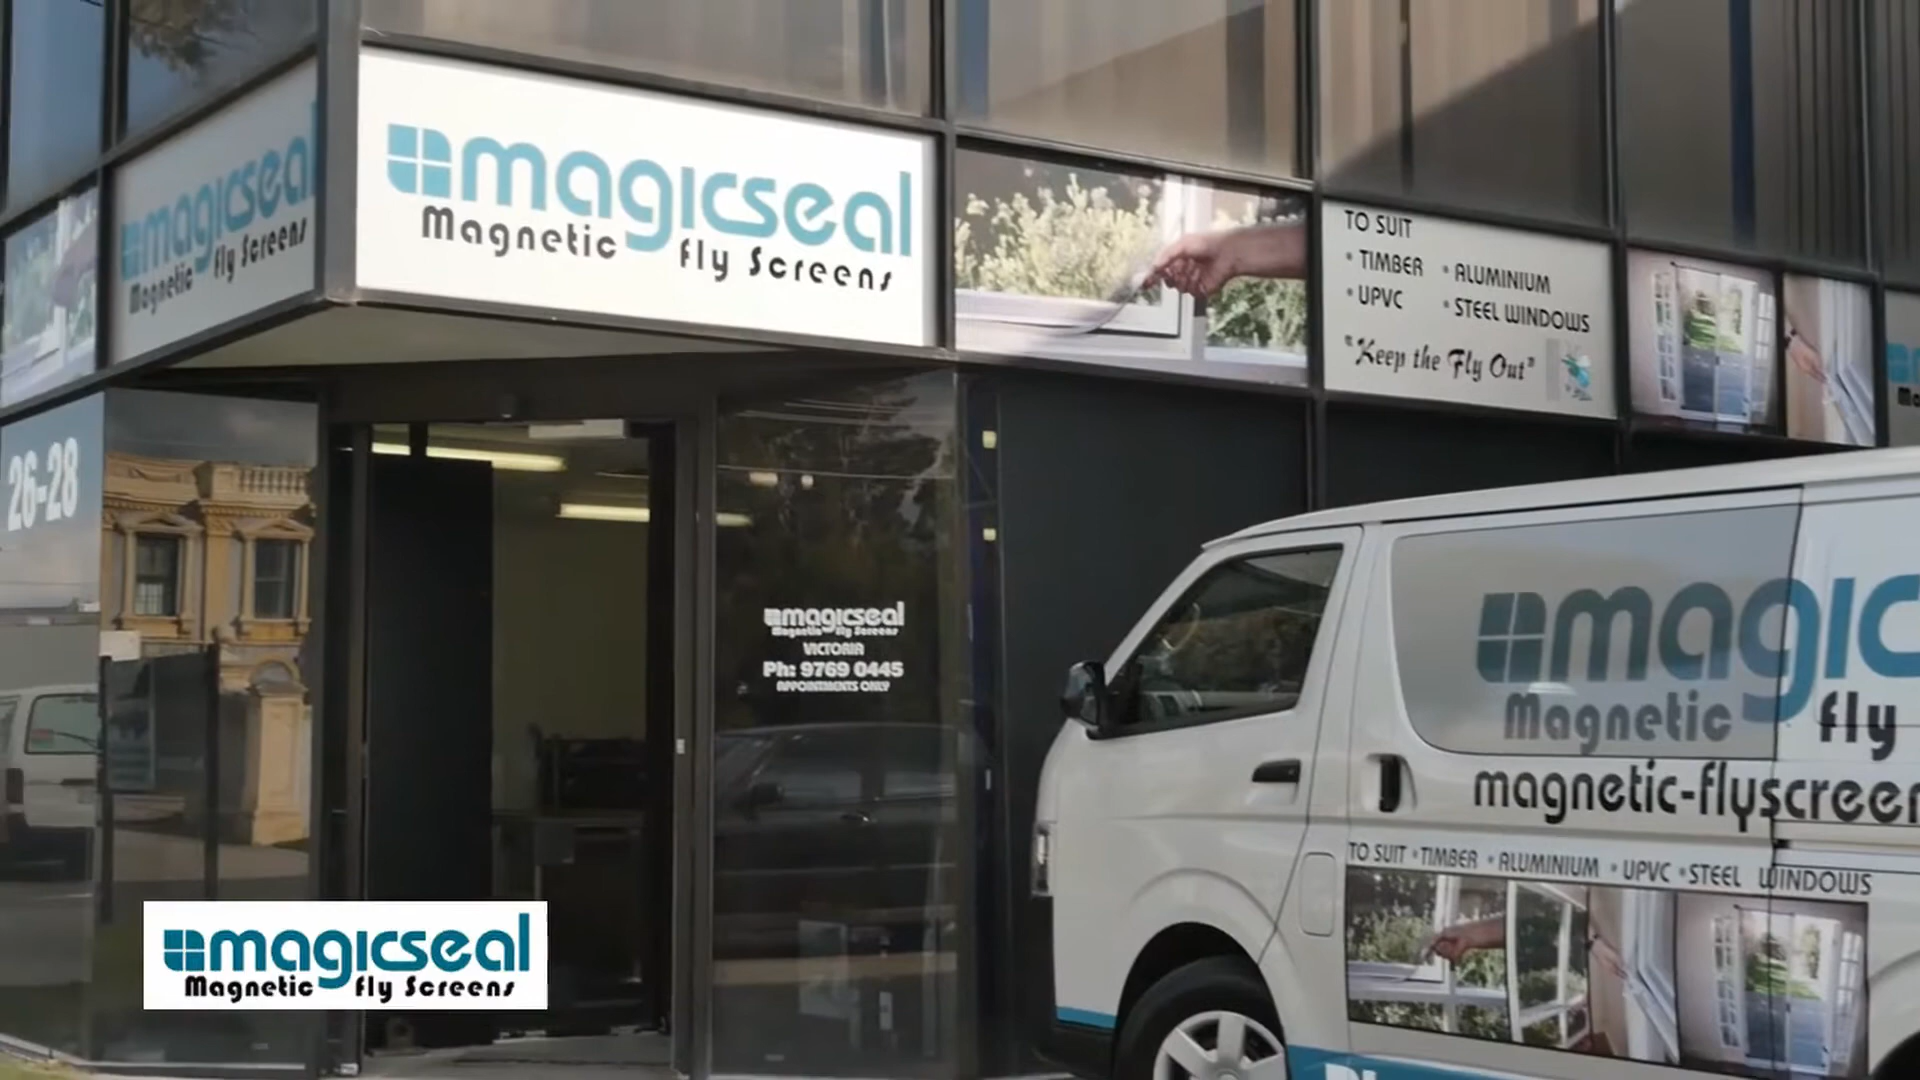 magicseal
Magnetic fly Screens
magicseal
Magnetic fly Screens
TO SUIT
• TIMBER • ALUMINIUM
• UPVC • STEEL WINDOWS
"Keep the Fly Out"
26-28
magicseal
Magnetic fly Screens
VICTORIA
Ph: 9769 0445
APPOINTMENTS ONLY
magic
Magnetic fly
magnetic-flyscreen
TO SUIT • TIMBER • ALUMINIUM • UPVC • STEEL WINDOWS
magicseal
Magnetic fly Screens